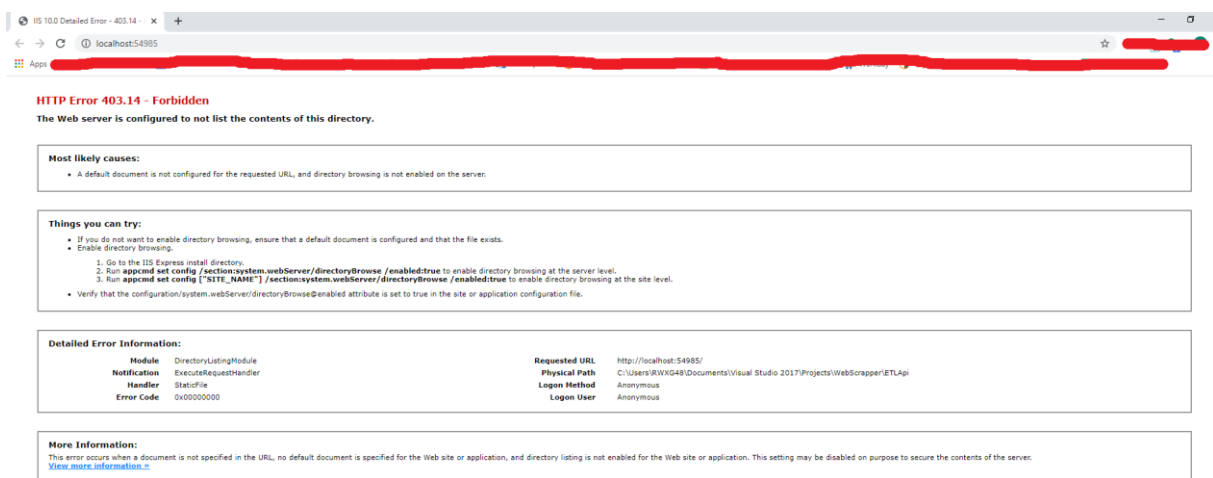 IIS 10.0 Detailed Error - 403.14 -
localhost:54985
Apps
HTTP Error 403.14 - Forbidden
The Web server is configured to not list the contents of this directory.
Most likely causes:
A default document is not configured for the requested URL, and directory browsing is not enabled on the server.
Things you can try:
If you do not want to enable directory browsing, ensure that a default document is configured and that the file exists.
Enable directory browsing.
1. Go to the IIS Express install directory.
2. Run appcmd set config /section:system.webServer/directoryBrowse /enabled:true to enable directory browsing at the server level.
3. Run appcmd set config ["SITE_NAME"] /section:system.webServer/directoryBrowse /enabled:true to enable directory browsing at the site level.
Verify that the configuration/system.webServer/directoryBrowse@enabled attribute is set to true in the site or application configuration file.
Detailed Error Information:
Module DirectoryListingModule
Notification ExecuteRequestHandler
Handler StaticFile
Error Code 0x00000000
Requested URL http://localhost:54985/
Physical Path C:\Users\RWXG48\Documents\Visual Studio 2017\Projects\WebScrapper\ETLApi
Logon Method Anonymous
Logon User Anonymous
More Information:
This error occurs when a document is not specified in the URL, no default document is specified for the Web site or application, and directory listing is not enabled for the Web site or application. This setting may be disabled on purpose to secure the contents of the server.
View more information »